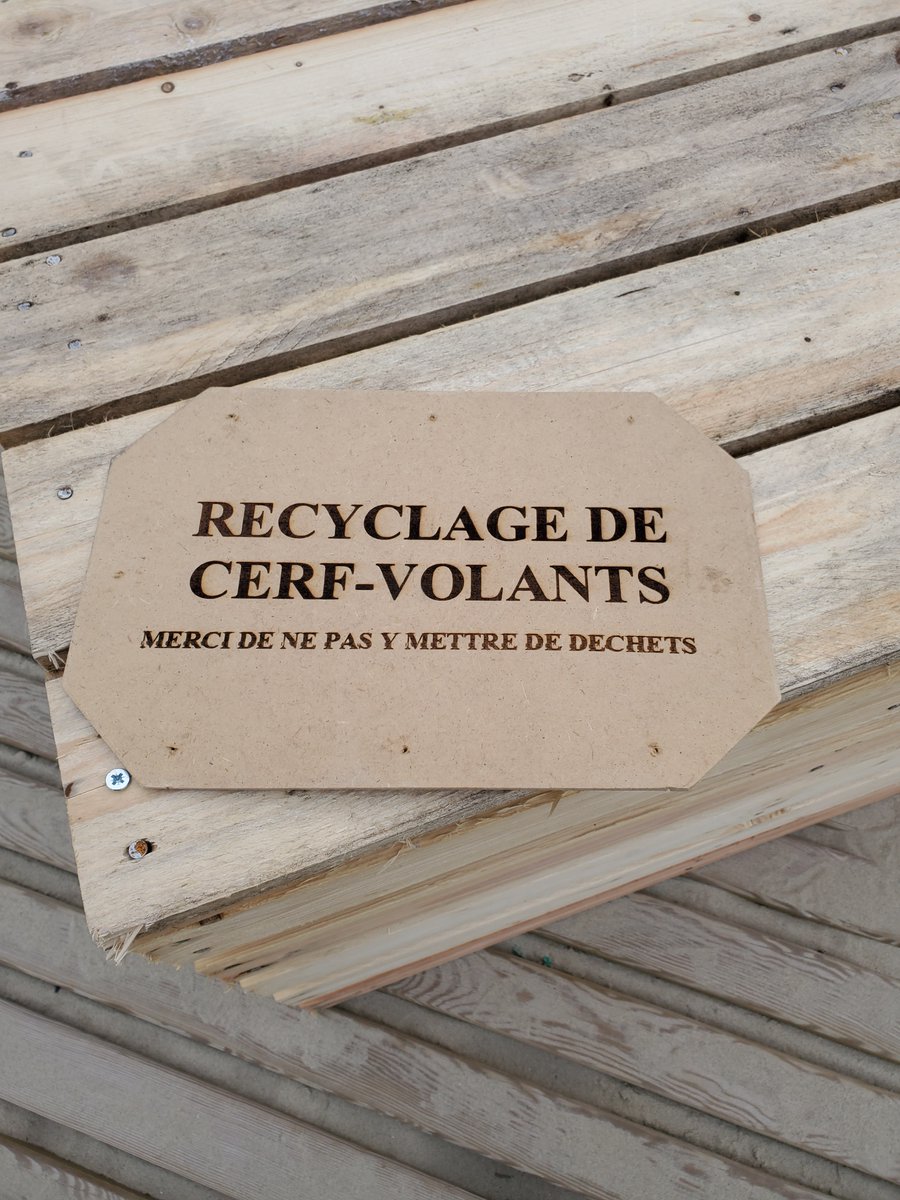 RECYCLAGE DE
CERF-VOLANTS
MERCI DE NE PAS Y METTRE DE DECHETS